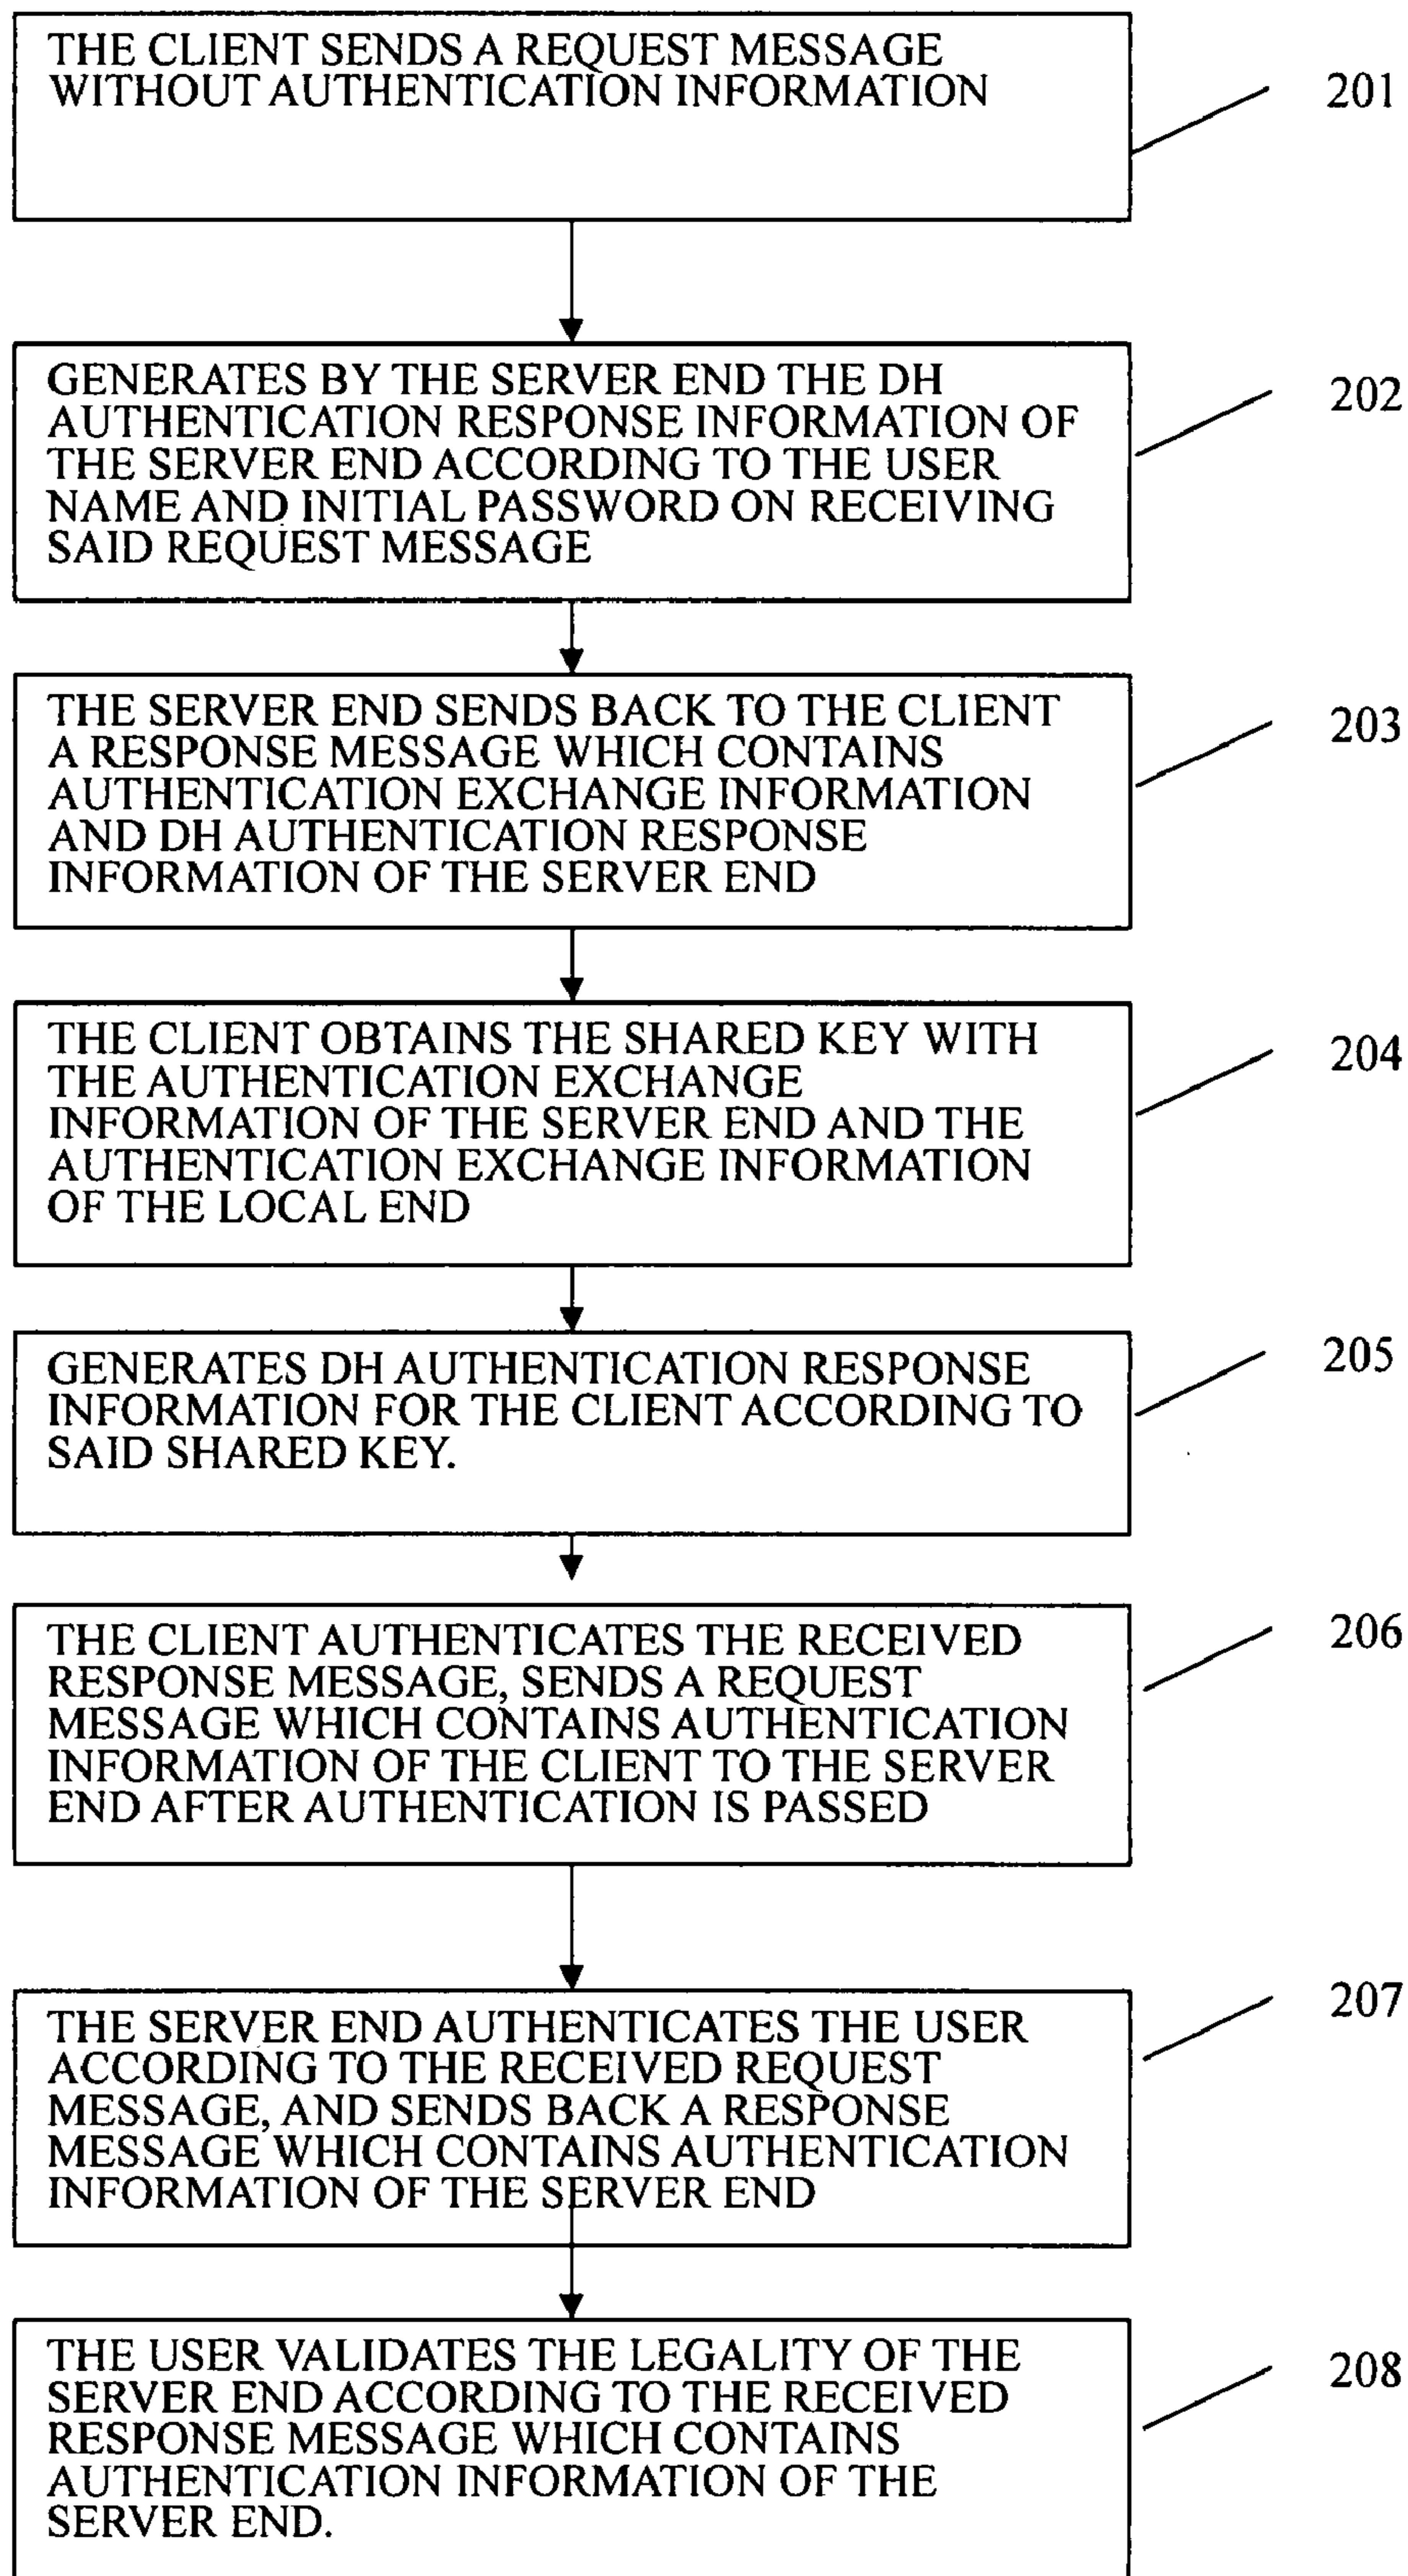 THE CLIENT SENDS A REQUEST MESSAGE
WITHOUT AUTHENTICATION INFORMATION
201
GENERATES BY THE SERVER END THE DH
AUTHENTICATION RESPONSE INFORMATION OF
THE SERVER END ACCORDING TO THE USER
NAME AND INITIAL PASSWORD ON RECEIVING
SAID REQUEST MESSAGE
202
THE SERVER END SENDS BACK TO THE CLIENT
A RESPONSE MESSAGE WHICH CONTAINS
AUTHENTICATION EXCHANGE INFORMATION
AND DH AUTHENTICATION RESPONSE
INFORMATION OF THE SERVER END
203
THE CLIENT OBTAINS THE SHARED KEY WITH
THE AUTHENTICATION EXCHANGE
INFORMATION OF THE SERVER END AND THE
AUTHENTICATION EXCHANGE INFORMATION
OF THE LOCAL END
204
GENERATES DH AUTHENTICATION RESPONSE
INFORMATION FOR THE CLIENT ACCORDING TO
SAID SHARED KEY.
205
THE CLIENT AUTHENTICATES THE RECEIVED
RESPONSE MESSAGE, SENDS A REQUEST
MESSAGE WHICH CONTAINS AUTHENTICATION
INFORMATION OF THE CLIENT TO THE SERVER
END AFTER AUTHENTICATION IS PASSED
206
THE SERVER END AUTHENTICATES THE USER
ACCORDING TO THE RECEIVED REQUEST
MESSAGE, AND SENDS BACK A RESPONSE
MESSAGE WHICH CONTAINS AUTHENTICATION
INFORMATION OF THE SERVER END
207
THE USER VALIDATES THE LEGALITY OF THE
SERVER END ACCORDING TO THE RECEIVED
RESPONSE MESSAGE WHICH CONTAINS
AUTHENTICATION INFORMATION OF THE
SERVER END.
208